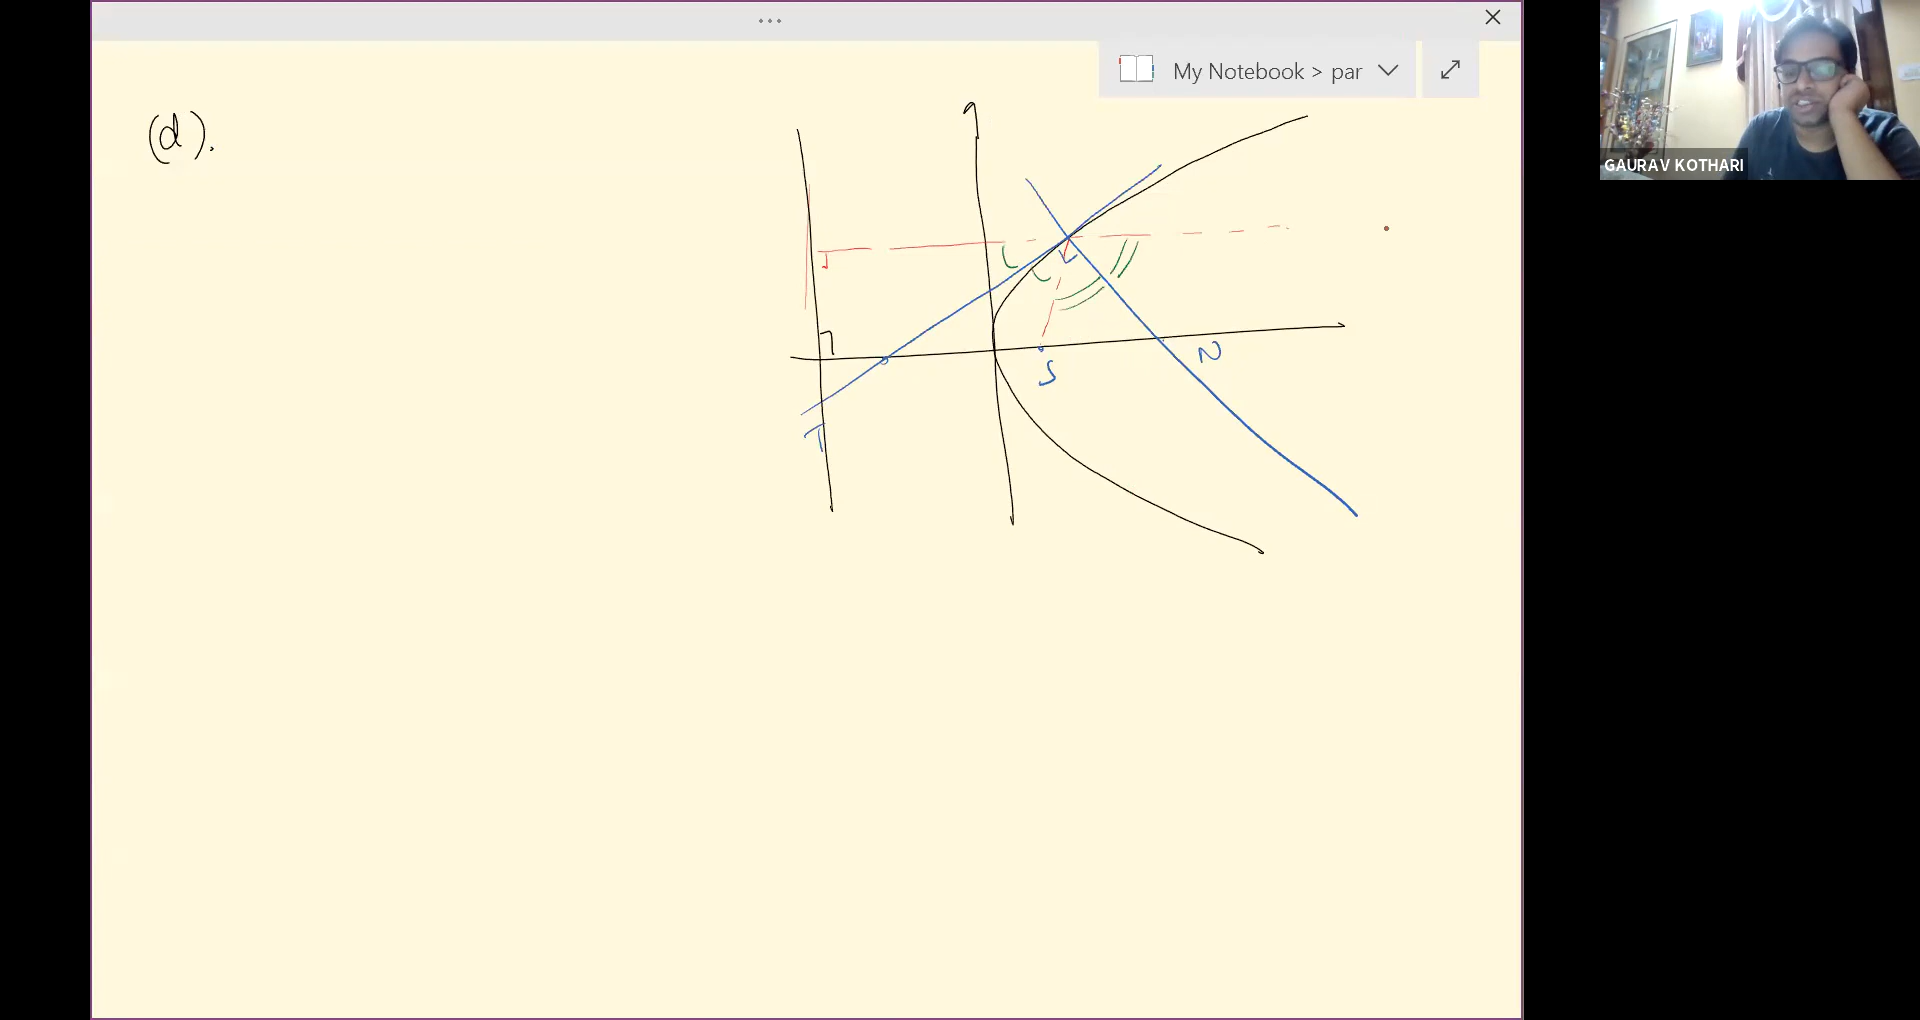 ...
My Notebook > par
(d).
S
N
T
GAURAV KOTHARI